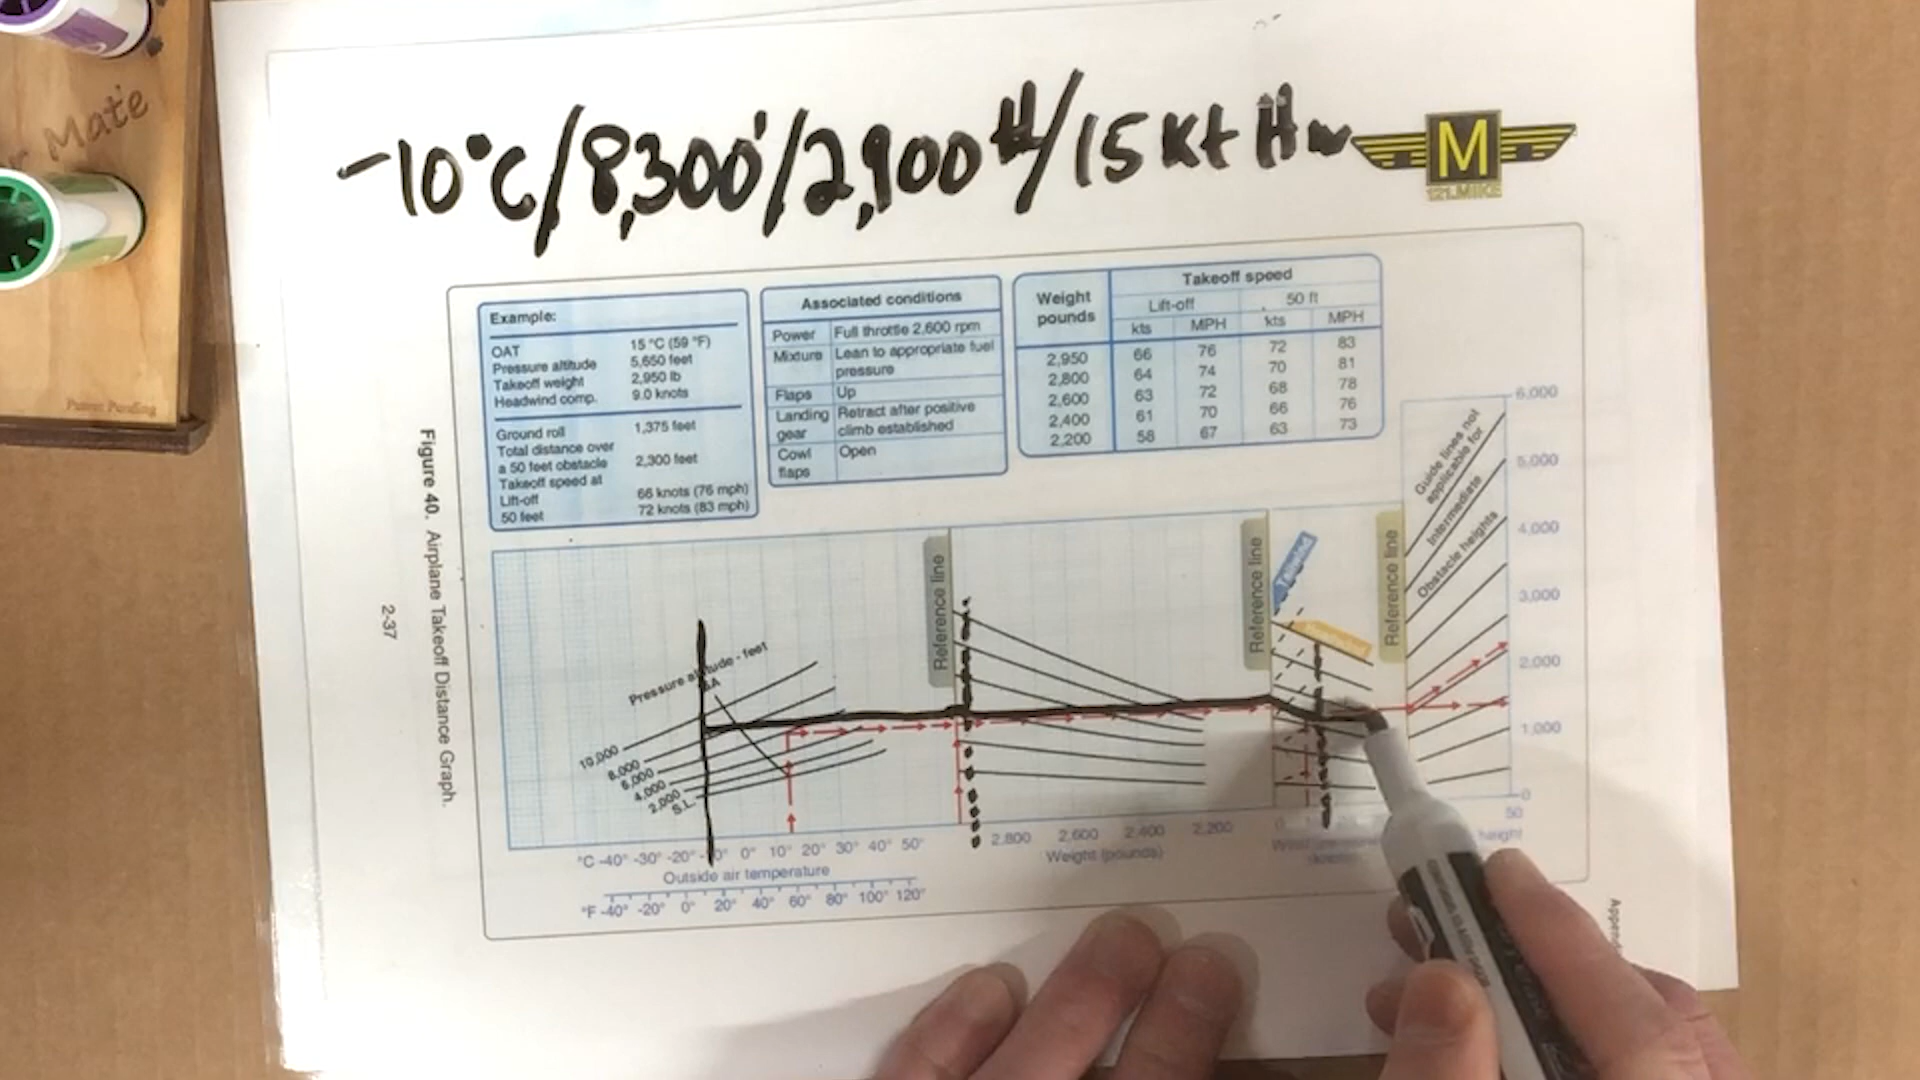 -10°C/8,300'/2,900#/15 Kt Hw
M
121.MIKE
Mate
Patent Pending
Example:
OAT 15 °C (59 °F)
Pressure altitude 5,650 feet
Takeoff weight 2,950 lb
Headwind comp. 9.0 knots
Ground roll 1,375 feet
Total distance over
a 50 feet obstacle 2,300 feet
Takeoff speed at
Lift-off 66 knots (76 mph)
50 feet 72 knots (83 mph)
Associated conditions
Power Full throttle 2,600 rpm
Mixture Lean to appropriate fuel
pressure
Flaps Up
Landing Retract after positive
gear climb established
Cowl Open
flaps
Weight
pounds
Takeoff speed
Lift-off 50 ft
kts MPH kts MPH
2,950 66 76 72 83
2,800 64 74 70 81
2,600 63 72 68 78
2,400 61 70 66 76
2,200 58 67 63 73
Figure 40. Airplane Takeoff Distance Graph.
2-37
Pressure altitude - feet
10,000
8,000
6,000
4,000
2,000
S.L.
Reference line
Reference line
Tailwind
Reference line
Guide lines not
applicable for
Intermediate
Obstacle heights
6,000
5,000
4,000
3,000
2,000
1,000
0
°C -40° -30° -20° 0° 10° 20° 30° 40° 50°
Outside air temperature
°F -40° -20° 0° 20° 40° 60° 80° 100° 120°
2,800 2,600 2,400 2,200
Weight (pounds)
0
50
height